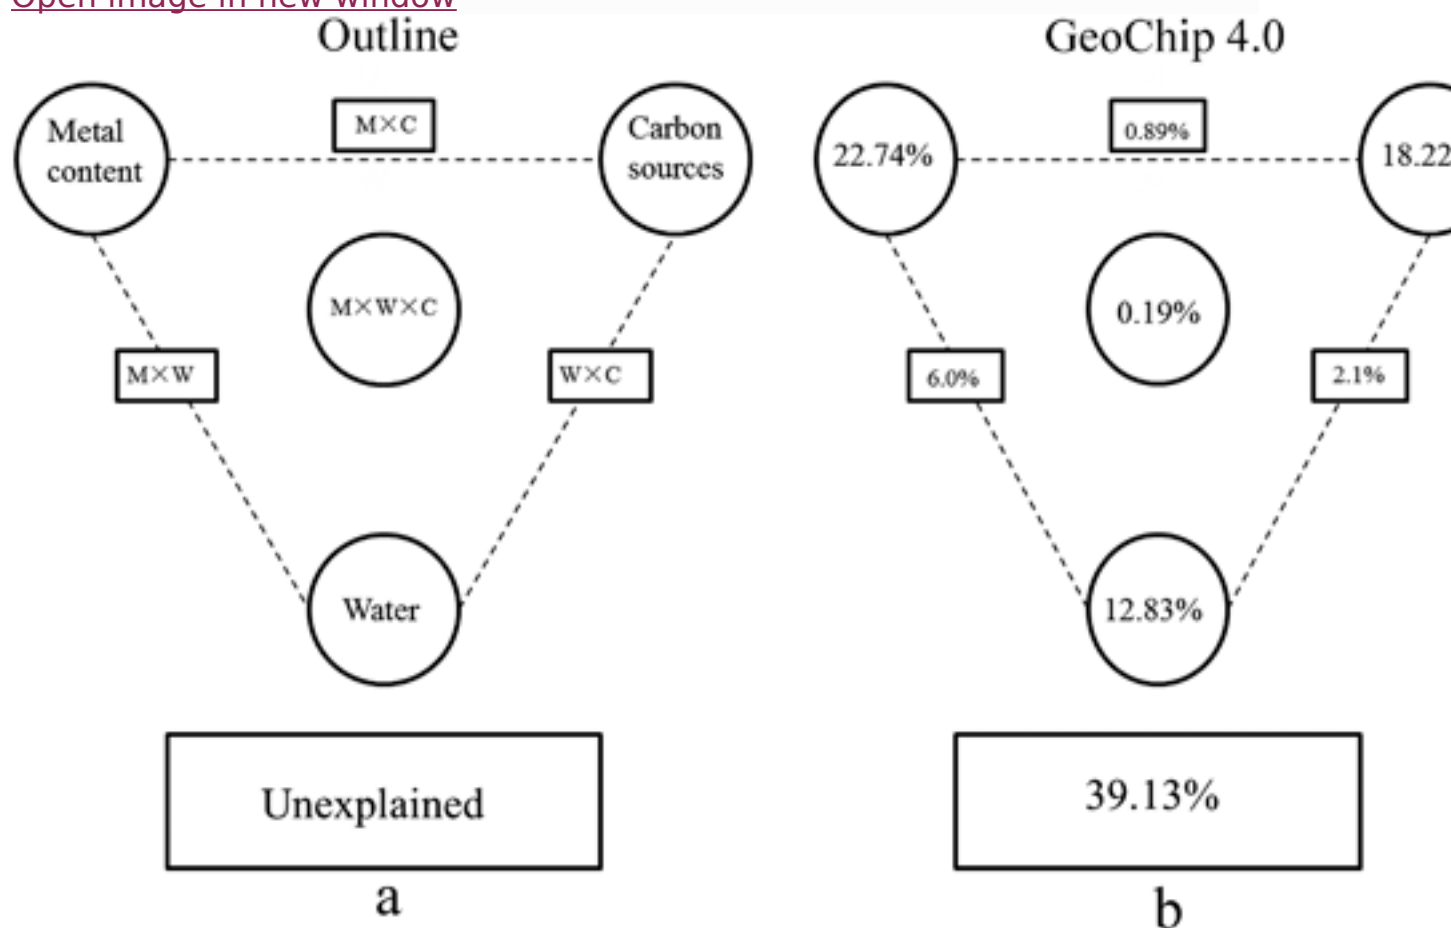 Open image in new window
Outline
GeoChip 4.0
Metal
content
M×C
Carbon
sources
22.74%
0.89%
18.22
M×W×C
0.19%
M×W
W×C
6.0%
2.1%
Water
12.83%
Unexplained
39.13%
a
b